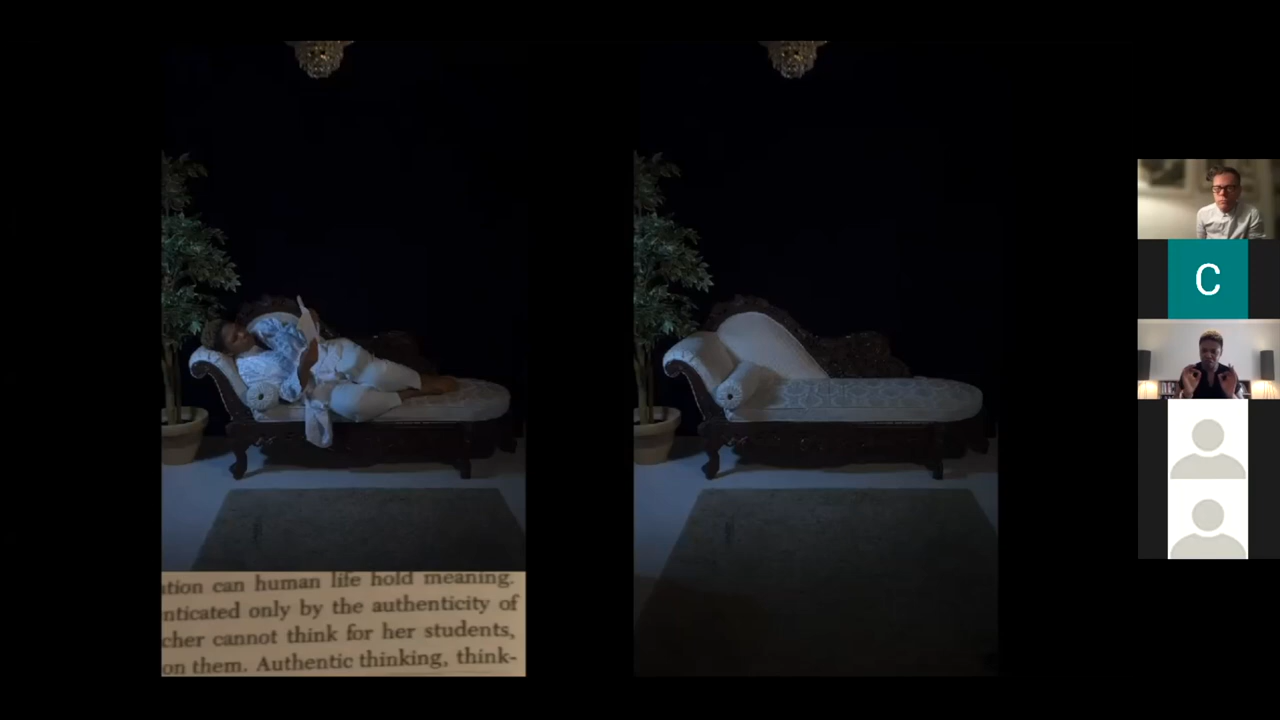 ation can human life hold meaning.
nticated only by the authenticity of
cher cannot think for her students,
on them. Authentic thinking, think-
C